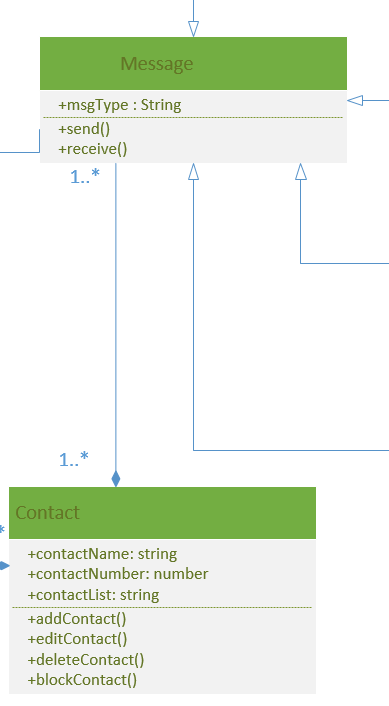 Message
+msgType : String
+send()
+receive()
1..*
1..*
Contact
*
+contactName: string
+contactNumber: number
+contactList: string
+addContact()
+editContact()
+deleteContact()
+blockContact()